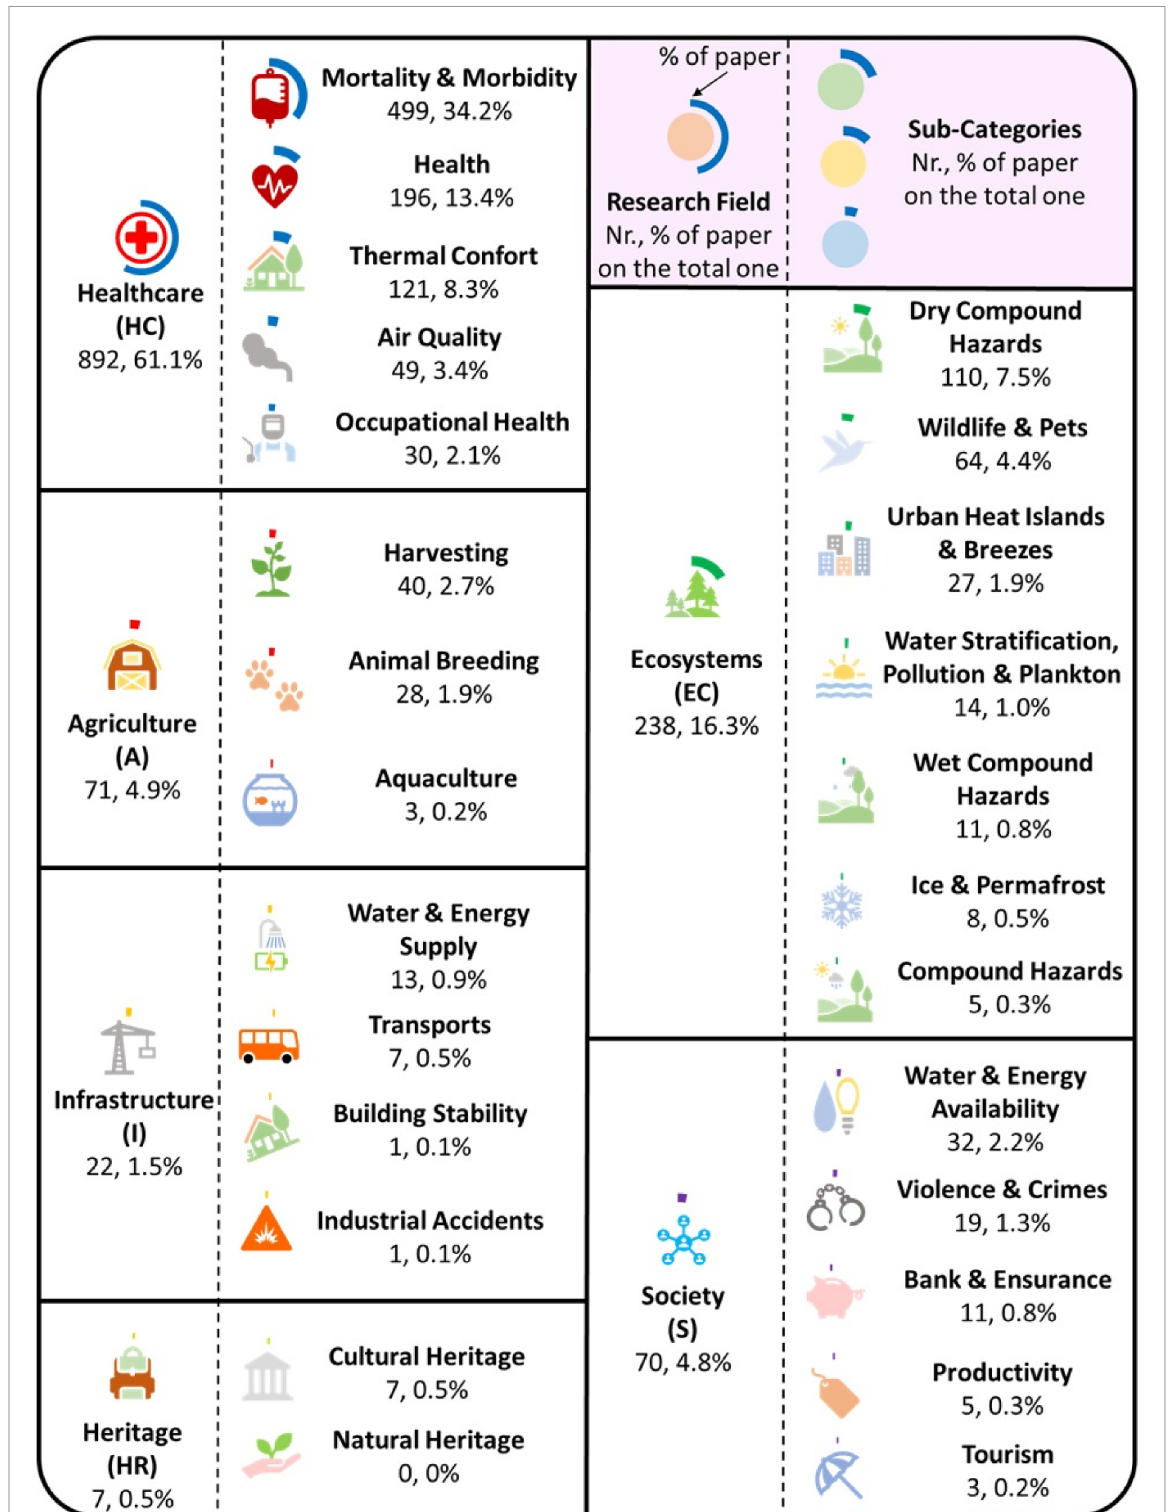 Healthcare
(HC)
892, 61.1%
Mortality & Morbidity
499, 34.2%
Health
196, 13.4%
Thermal Confort
121, 8.3%
Air Quality
49, 3.4%
Occupational Health
30, 2.1%
Agriculture
(A)
71, 4.9%
Harvesting
40, 2.7%
Animal Breeding
28, 1.9%
Aquaculture
3, 0.2%
Infrastructure
(I)
22, 1.5%
Water & Energy
Supply
13, 0.9%
Transports
7, 0.5%
Building Stability
1, 0.1%
Industrial Accidents
1, 0.1%
Heritage
(HR)
7, 0.5%
Cultural Heritage
7, 0.5%
Natural Heritage
0, 0%
% of paper
Research Field
Nr., % of paper
on the total one
Sub-Categories
Nr., % of paper
on the total one
Ecosystems
(EC)
238, 16.3%
Dry Compound
Hazards
110, 7.5%
Wildlife & Pets
64, 4.4%
Urban Heat Islands
& Breezes
27, 1.9%
Water Stratification,
Pollution & Plankton
14, 1.0%
Wet Compound
Hazards
11, 0.8%
Ice & Permafrost
8, 0.5%
Compound Hazards
5, 0.3%
Society
(S)
70, 4.8%
Water & Energy
Availability
32, 2.2%
Violence & Crimes
19, 1.3%
Bank & Ensurance
11, 0.8%
Productivity
5, 0.3%
Tourism
3, 0.2%